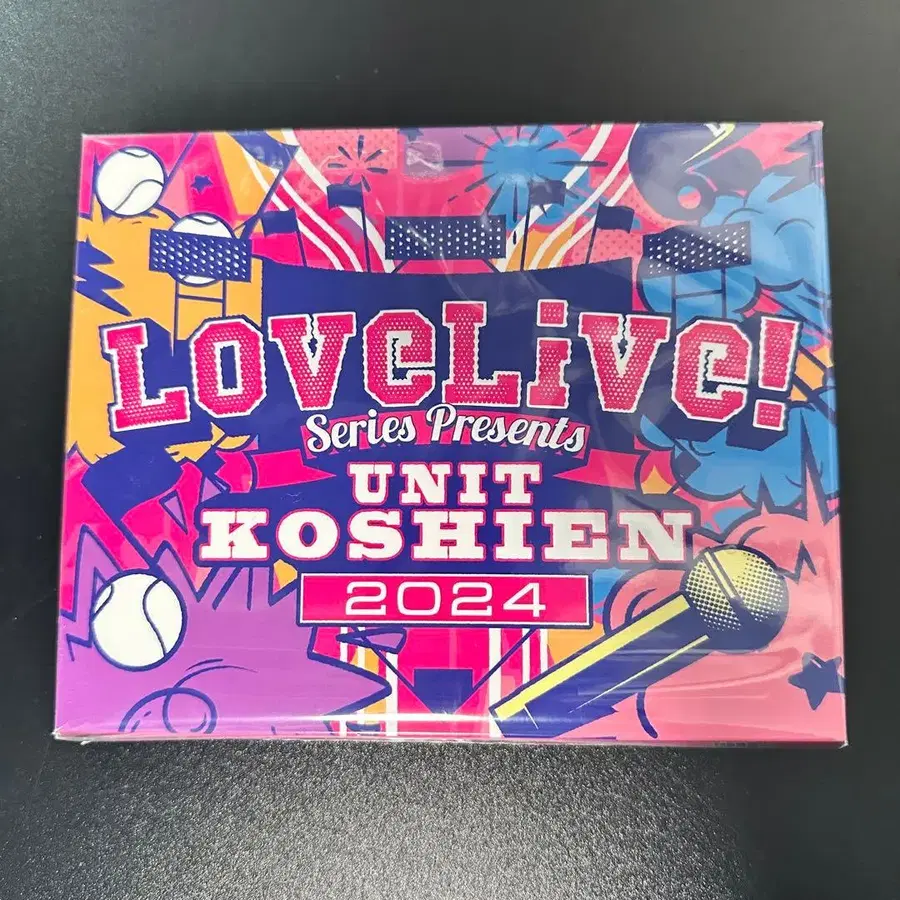 LOVELiVe!
Series Presents
UNIT
KOSHIEN
2024